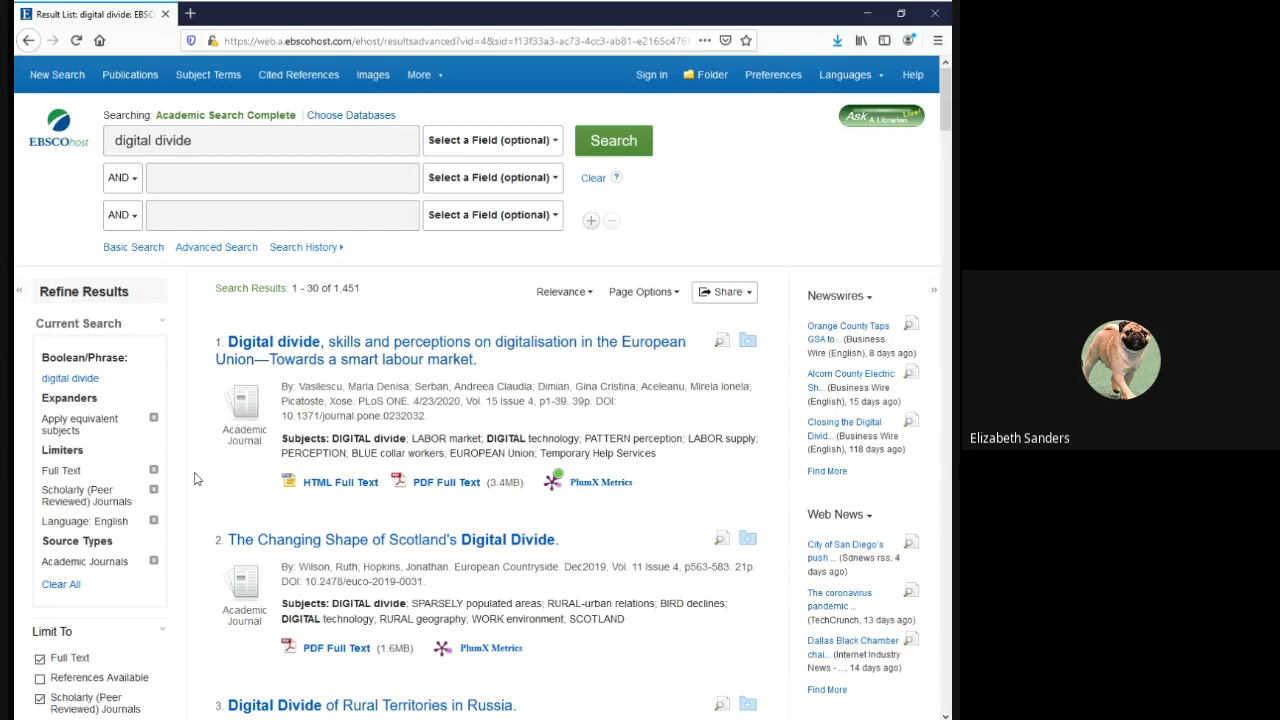 Result List: digital divide: EBSC
https://web.a.ebscohost.com/ehost/resultsadvanced?vid=4&sid=f13f33a3-ac73-4cc3-ab81-e2165c476
New Search Publications Subject Terms Cited References Images More Sign In Folder Preferences Languages Help
Searching: Academic Search Complete Choose Databases
Ask A Librarian Live!
EBSCOhost
digital divide Select a Field (optional) Search
AND Select a Field (optional) Clear ?
AND Select a Field (optional)
Basic Search Advanced Search Search History
Refine Results
Current Search
Boolean/Phrase:
digital divide
Expanders
Apply equivalent
subjects
Limiters
Full Text
Scholarly (Peer
Reviewed) Journals
Language: English
Source Types
Academic Journals
Clear All
Limit To
Full Text
References Available
Scholarly (Peer
Reviewed) Journals
Search Results: 1 - 30 of 1,451
Relevance Page Options Share
1. Digital divide, skills and perceptions on digitalisation in the European
Union—Towards a smart labour market.
Academic
Journal
By: Vasilescu, Maria Denisa; Serban, Andreea Claudia; Dimian, Gina Cristina; Aceleanu, Mirela Ionela;
Picatoste, Xose. PLoS ONE. 4/23/2020, Vol. 15 Issue 4, p1-39. 39p. DOI:
10.1371/journal.pone.0232032.
Subjects: DIGITAL divide; LABOR market; DIGITAL technology; PATTERN perception; LABOR supply;
PERCEPTION; BLUE collar workers; EUROPEAN Union; Temporary Help Services
HTML Full Text PDF Full Text (3.4MB) PlumX Metrics
2. The Changing Shape of Scotland's Digital Divide.
Academic
Journal
By: Wilson, Ruth; Hopkins, Jonathan. European Countryside. Dec2019, Vol. 11 Issue 4, p563-583. 21p.
DOI: 10.2478/euco-2019-0031.
Subjects: DIGITAL divide; SPARSELY populated areas; RURAL-urban relations; BIRD declines;
DIGITAL technology; RURAL geography; WORK environment; SCOTLAND
PDF Full Text (1.6MB) PlumX Metrics
3. Digital Divide of Rural Territories in Russia.
Newswires
Orange County Taps
GSA to... (Business
Wire (English), 8 days ago)
Alcorn County Electric
Sh... (Business Wire
(English), 15 days ago)
Closing the Digital
Divid... (Business Wire
(English), 118 days ago)
Find More
Web News
City of San Diego's
push ... (Sdnews rss, 4
days ago)
The coronavirus
pandemic ...
(TechCrunch, 13 days ago)
Dallas Black Chamber
chai... (Internet Industry
News - ..., 14 days ago)
Find More
Elizabeth Sanders